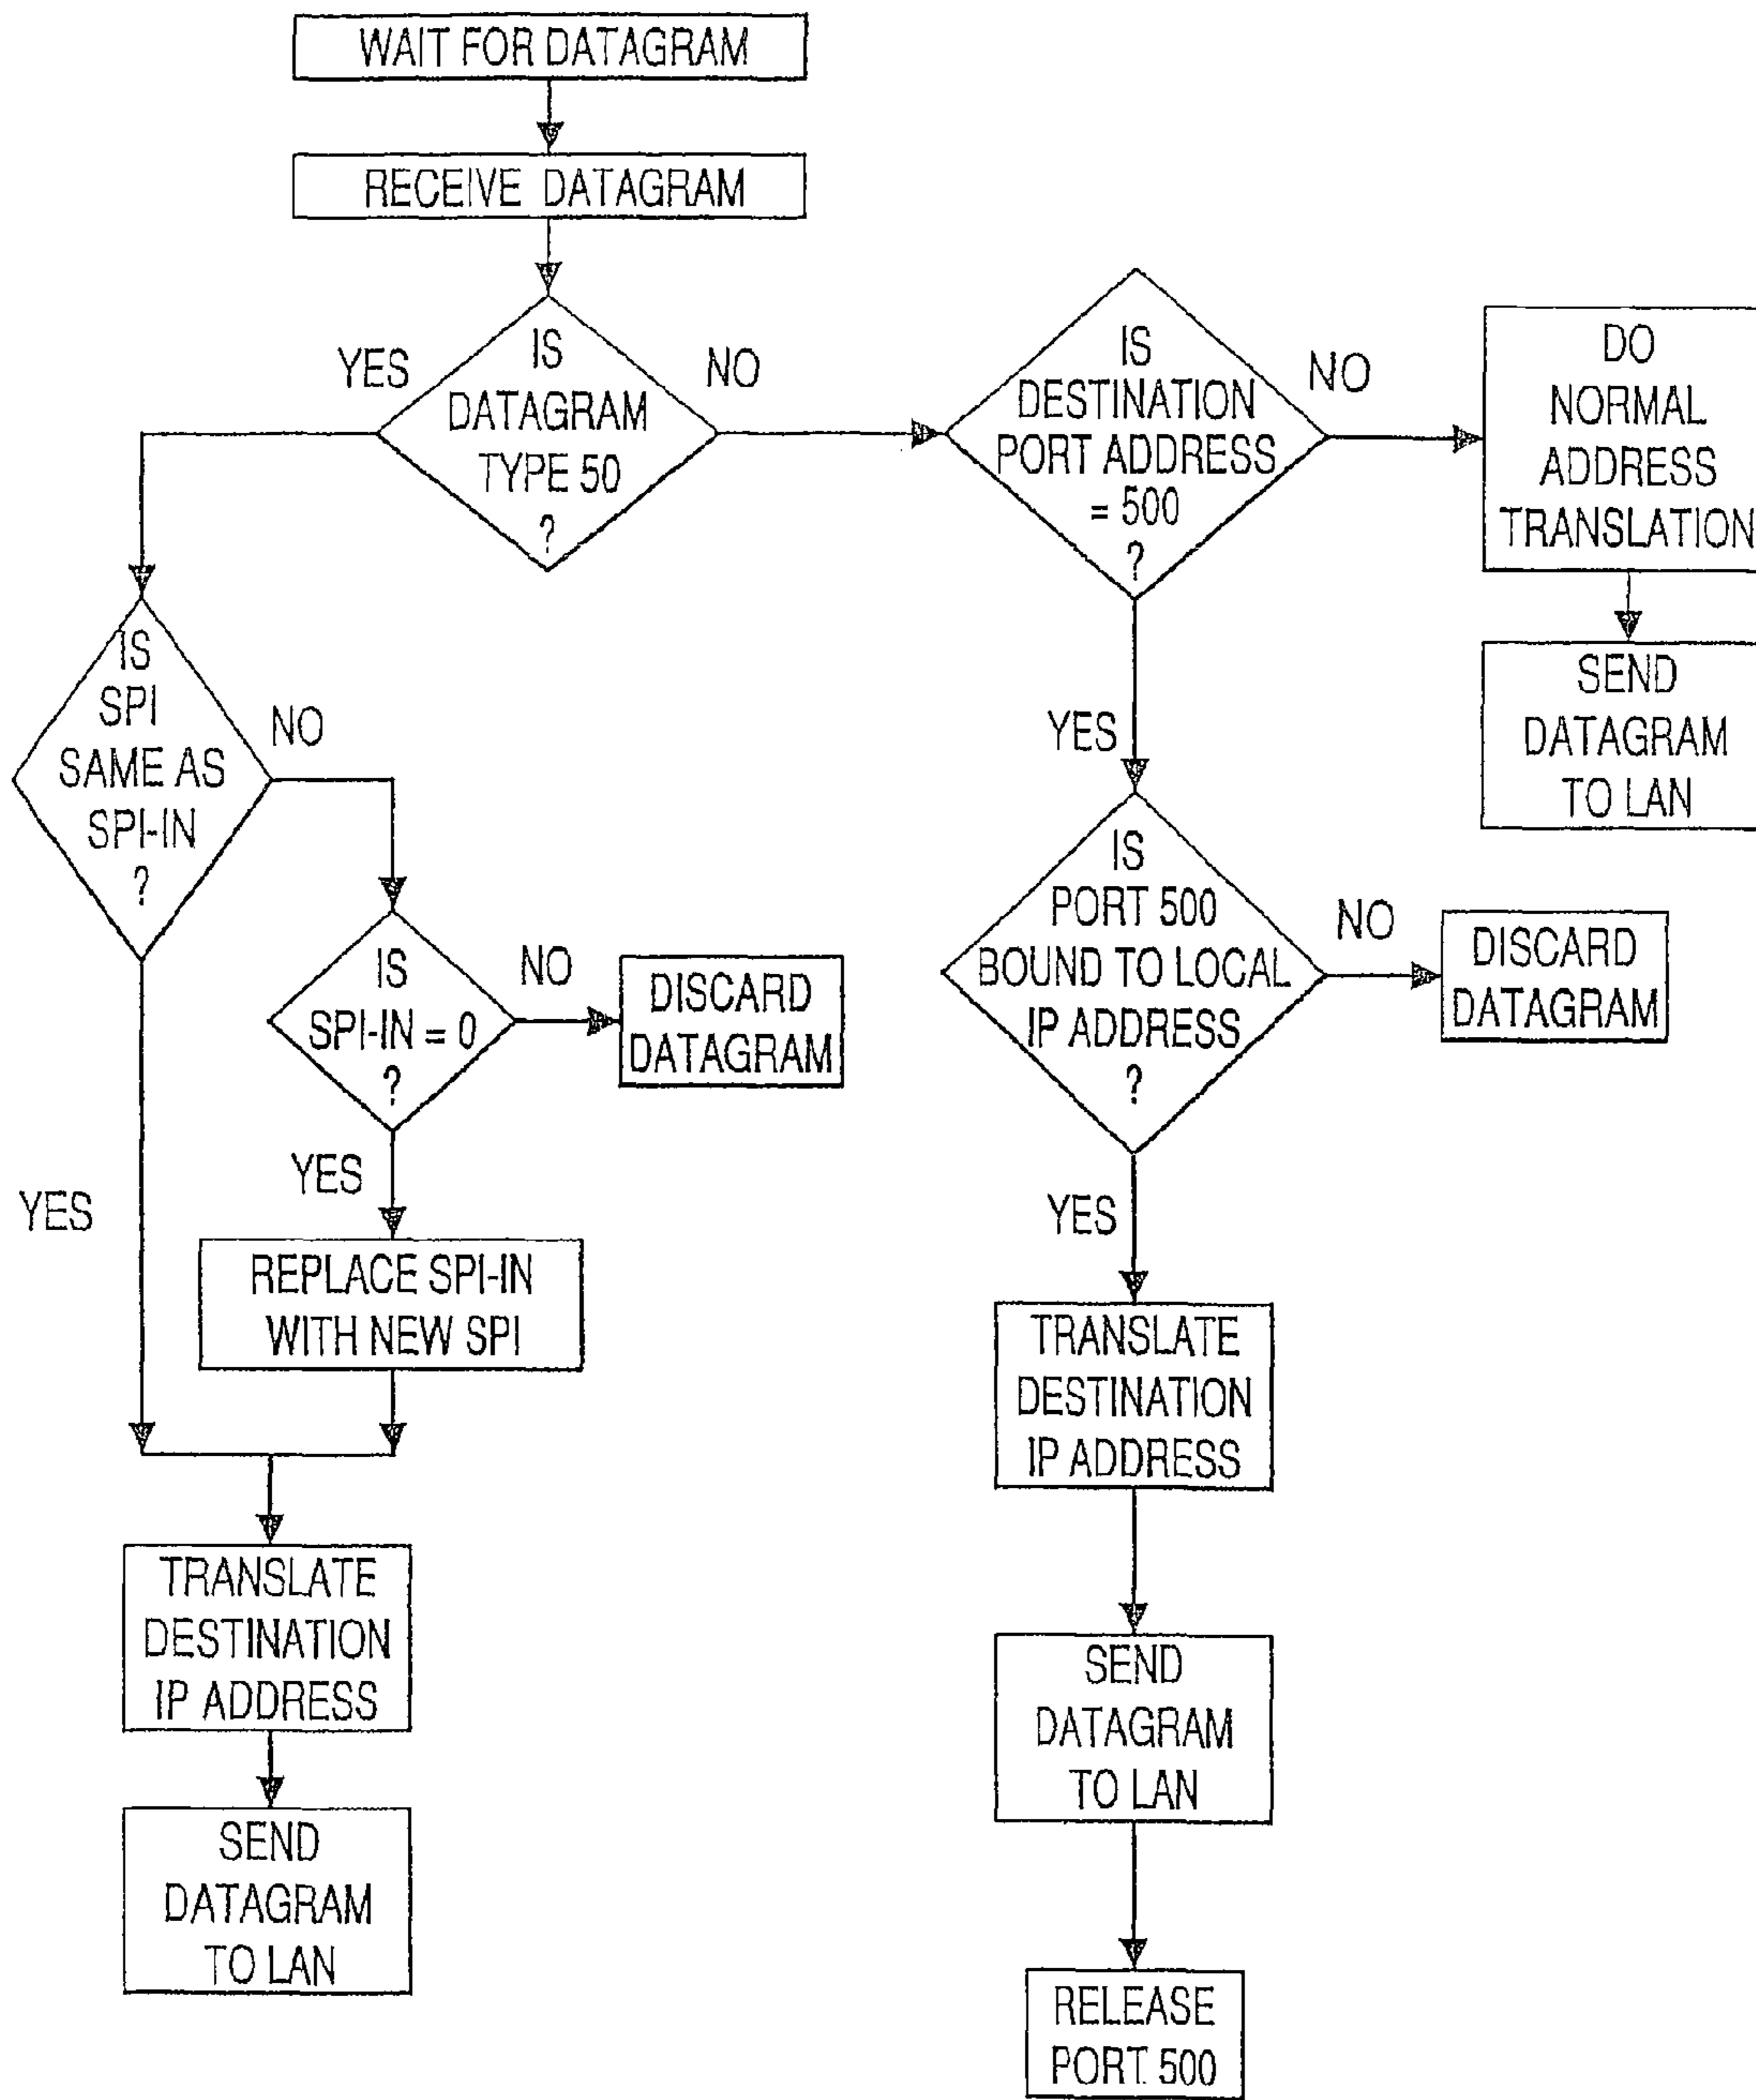 WAIT FOR DATAGRAM
RECEIVE DATAGRAM
IS
DATAGRAM
TYPE 50
?
YES
NO
IS
DESTINATION
PORT ADDRESS
= 500
?
NO
DO
NORMAL
ADDRESS
TRANSLATION
SEND
DATAGRAM
TO LAN
IS
SPI
SAME AS
SPI-IN
?
NO
YES
IS
SPI-IN = 0
?
NO
DISCARD
DATAGRAM
YES
REPLACE SPI-IN
WITH NEW SPI
TRANSLATE
DESTINATION
IP ADDRESS
SEND
DATAGRAM
TO LAN
YES
IS
PORT 500
BOUND TO LOCAL
IP ADDRESS
?
NO
DISCARD
DATAGRAM
YES
TRANSLATE
DESTINATION
IP ADDRESS
SEND
DATAGRAM
TO LAN
RELEASE
PORT 500